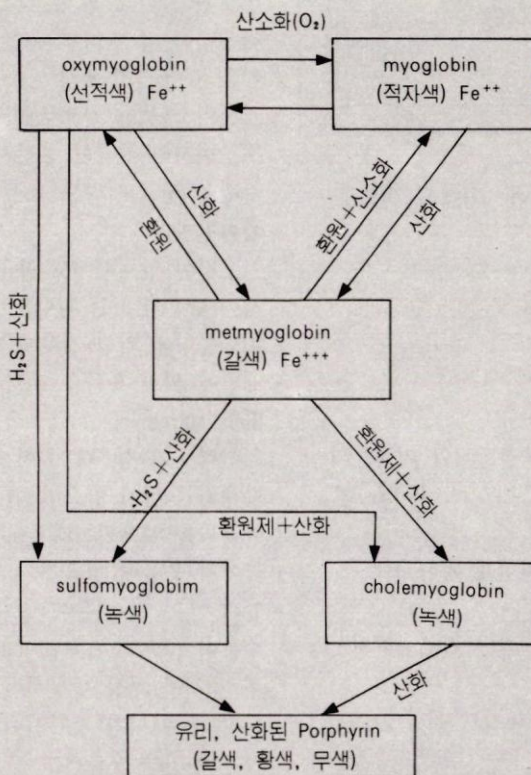 산소화(O₂)
oxymyoglobin
(선적색) Fe⁺⁺
myoglobin
(적자색) Fe⁺⁺
산화
환원
환원+산소화
산화
H₂S+산화
metmyoglobin
(갈색) Fe⁺⁺⁺
·H₂S+산화
환원제+산화
환원제+산화
sulfomyoglobim
(녹색)
cholemyoglobin
(녹색)
산화
유리, 산화된 Porphyrin
(갈색, 황색, 무색)